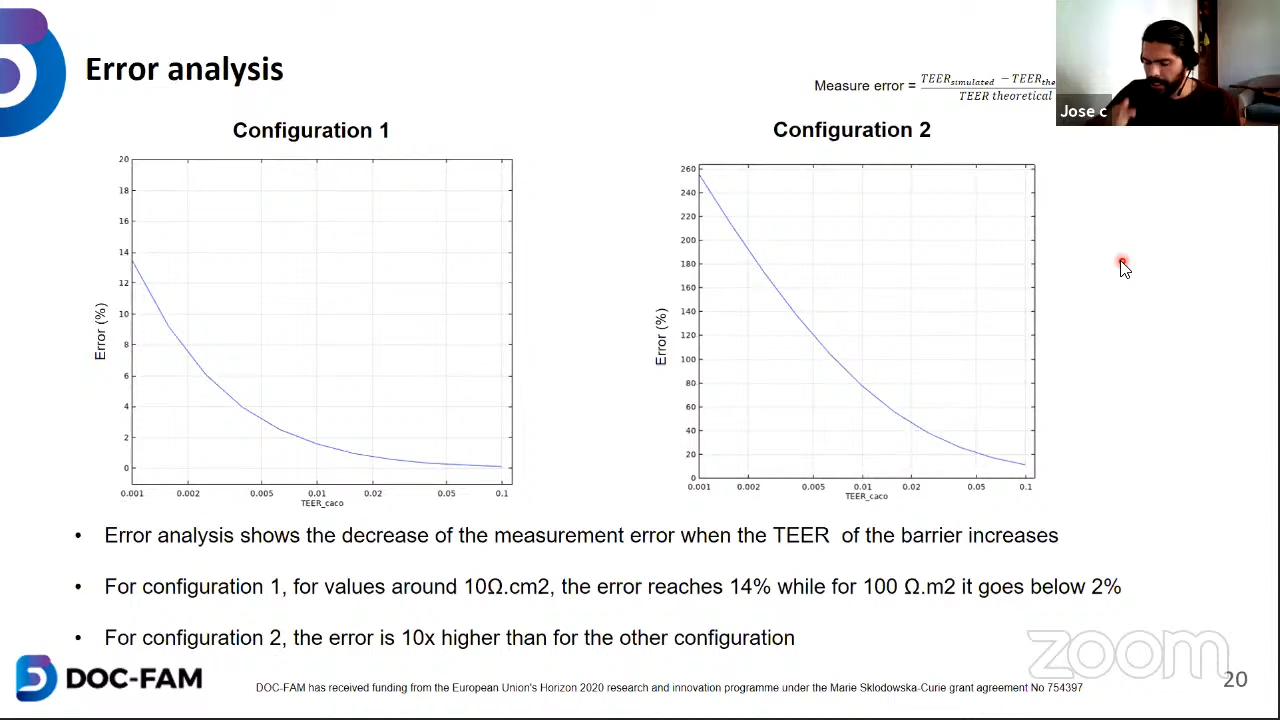 Error analysis
Measure error = TEERsimulated − TEERthe
TEER theoretical
Jose c
Configuration 1
Configuration 2
20
18
16
14
12
10
8
6
4
2
0
Error (%)
0.001 0.002 0.005 0.01 0.02 0.05 0.1
TEER_caco
260
240
220
200
180
160
140
120
100
80
60
40
20
0
Error (%)
0.001 0.002 0.005 0.01 0.02 0.05 0.1
TEER_caco
• Error analysis shows the decrease of the measurement error when the TEER of the barrier increases
• For configuration 1, for values around 10Ω.cm2, the error reaches 14% while for 100 Ω.m2 it goes below 2%
• For configuration 2, the error is 10x higher than for the other configuration
zoom
DOC-FAM
DOC-FAM has received funding from the European Union's Horizon 2020 research and innovation programme under the Marie Skłodowska-Curie grant agreement No 754397
20